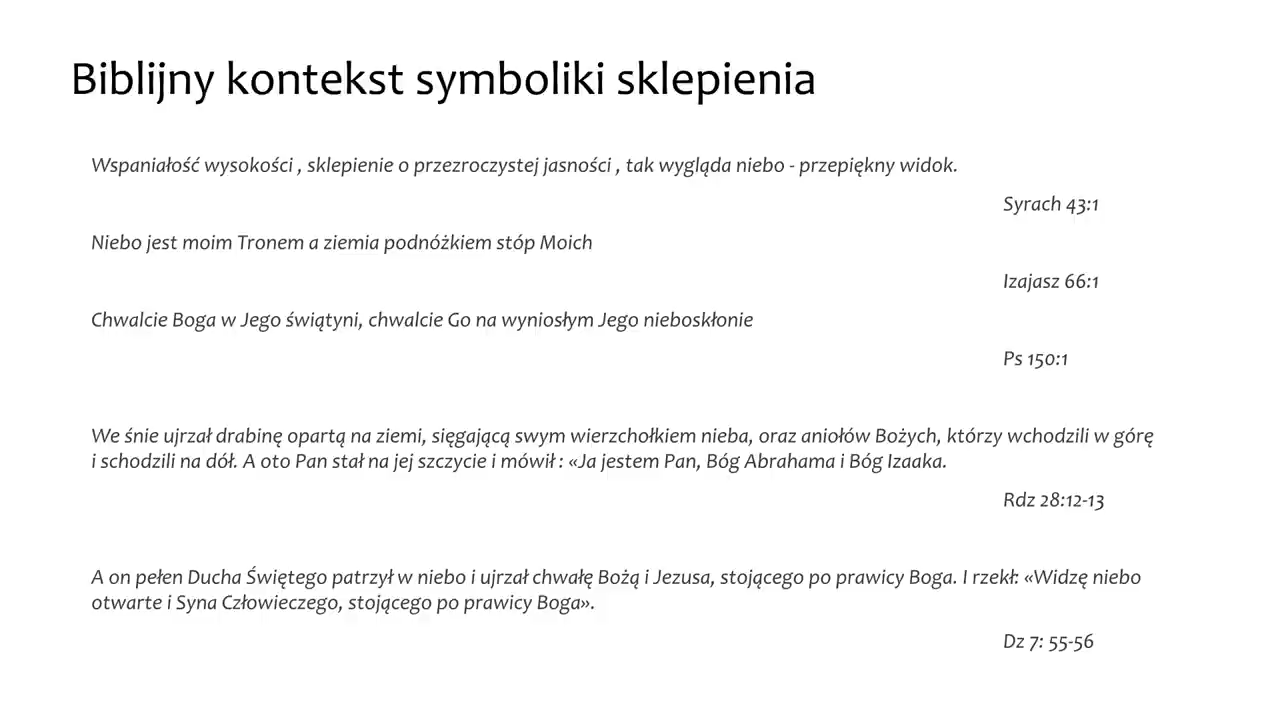 Biblijny kontekst symboliki sklepienia
Wspaniałość wysokości , sklepienie o przezroczystej jasności , tak wygląda niebo - przepiękny widok.
Syrach 43:1
Niebo jest moim Tronem a ziemia podnóżkiem stóp Moich
Izajasz 66:1
Chwalcie Boga w Jego świątyni, chwalcie Go na wyniosłym Jego nieboskłonie
Ps 150:1
We śnie ujrzał drabinę opartą na ziemi, sięgającą swym wierzchołkiem nieba, oraz aniołów Bożych, którzy wchodzili w górę
i schodzili na dół. A oto Pan stał na jej szczycie i mówił : «Ja jestem Pan, Bóg Abrahama i Bóg Izaaka.
Rdz 28:12-13
A on pełen Ducha Świętego patrzył w niebo i ujrzał chwałę Bożą i Jezusa, stojącego po prawicy Boga. I rzekł: «Widzę niebo
otwarte i Syna Człowieczego, stojącego po prawicy Boga».
Dz 7: 55-56